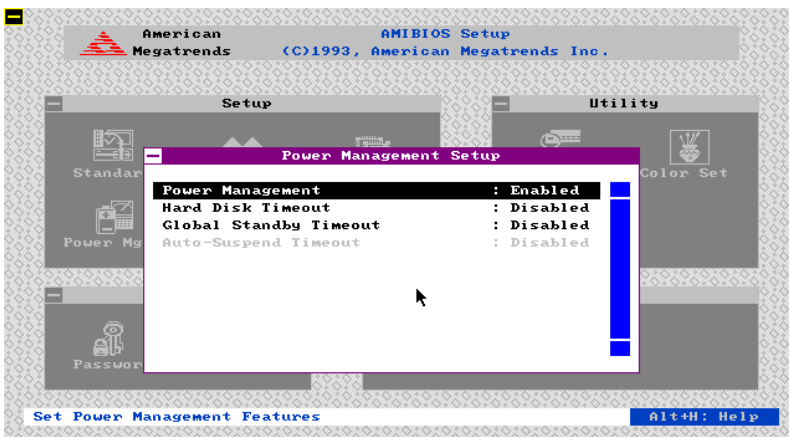 American AMIBIOS Setup
Megatrends (C)1993, American Megatrends Inc.
Setup Utility
Power Management Setup
Standar Color Set
Power Management : Enabled
Hard Disk Timeout : Disabled
Global Standby Timeout : Disabled
Power Mg Auto-Suspend Timeout : Disabled
Passwor
Set Power Management Features Alt+H: Help